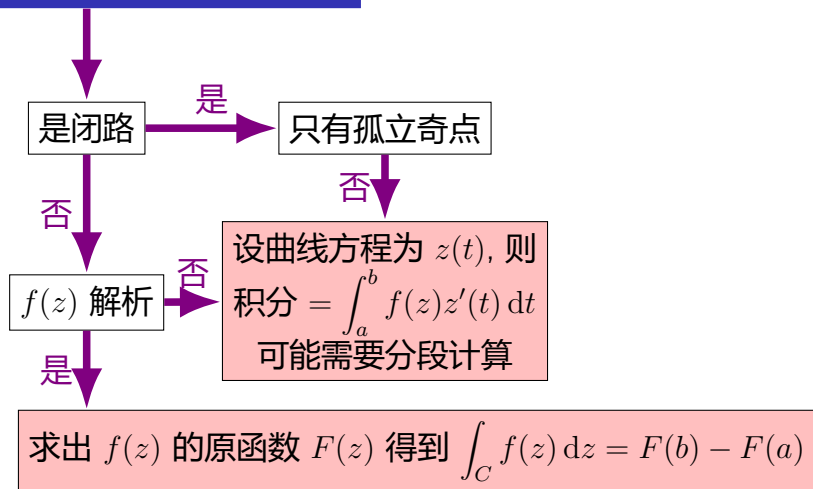 是
是闭路
只有孤立奇点
否
否
设曲线方程为 z(t), 则
积分 = ∫_a^b f(z)z′(t) dt
可能需要分段计算
否
f(z) 解析
是
求出 f(z) 的原函数 F(z) 得到 ∫_C f(z) dz = F(b) − F(a)